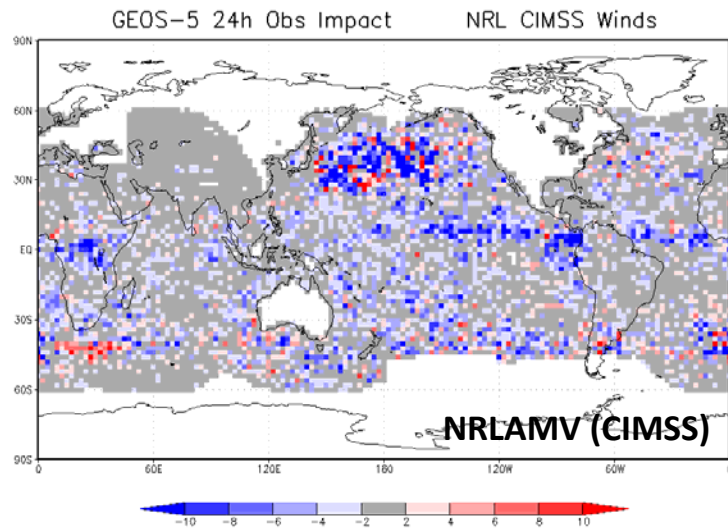 GEOS-5 24h Obs Impact NRL CIMSS Winds
90N
60N
30N
EQ
30S
60S
90S
NRLAMV (CIMSS)
0 60E 120E 180 120W 60W
-10 -8 -6 -4 -2 2 4 6 8 10